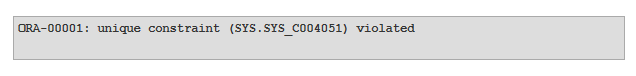 ORA-00001: unique constraint (SYS.SYS_C004051) violated